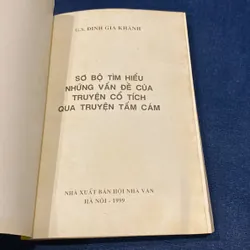 G.S. ĐINH GIA KHÁNH
SƠ BỘ TÌM HIỂU
NHỮNG VẤN ĐỀ CỦA
TRUYỆN CỔ TÍCH
QUA TRUYỆN TẤM CÁM
NHÀ XUẤT BẢN HỘI NHÀ VĂN
HÀ NỘI - 1999